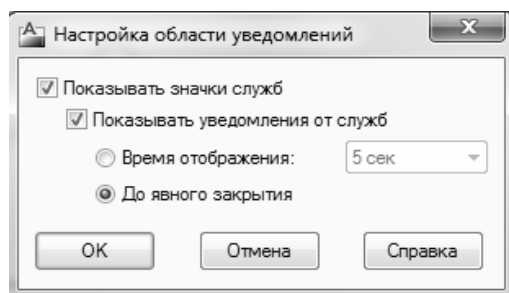 Настройка области уведомлений
Показывать значки служб
Показывать уведомления от служб
Время отображения: 5 сек
До явного закрытия
OK Отмена Справка